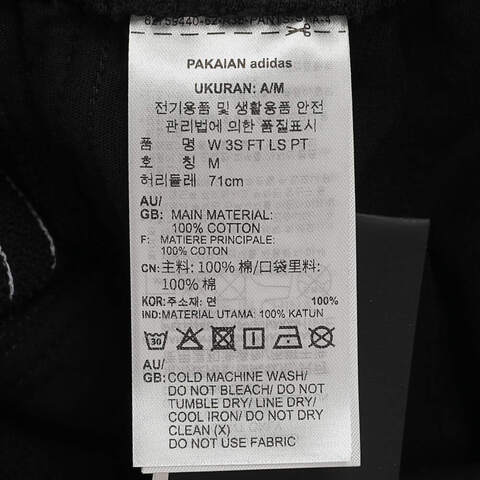 PAKAIAN adidas
UKURAN: A/M
전기용품 및 생활용품 안전
관리법에 의한 품질표시
품 명 W 3S FT LS PT
호 칭 M
허리둘레 71cm
AU/
GB: MAIN MATERIAL:
100% COTTON
F: MATIERE PRINCIPALE:
100% COTON
CN: 主料: 100% 棉/口袋里料:
100% 棉
KOR: 주소재: 면 100%
IND: MATERIAL UTAMA: 100% KATUN
30
AU/
GB: COLD MACHINE WASH/
DO NOT BLEACH/ DO NOT
TUMBLE DRY/ LINE DRY/
COOL IRON/ DO NOT DRY
CLEAN (X)
DO NOT USE FABRIC